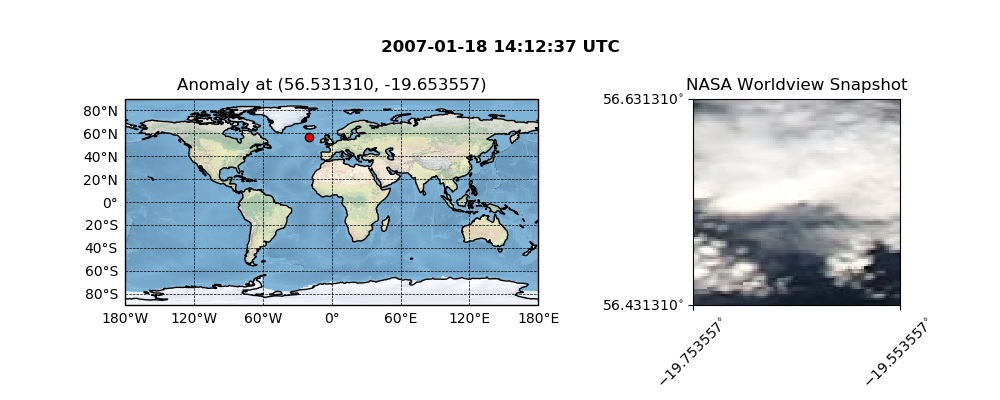 2007-01-18 14:12:37 UTC
Anomaly at (56.531310, -19.653557)
80°N
60°N
40°N
20°N
0°
20°S
40°S
60°S
80°S
180°W 120°W 60°W 0° 60°E 120°E 180°E
NASA Worldview Snapshot
56.631310°
56.431310°
−19.753557°
−19.553557°